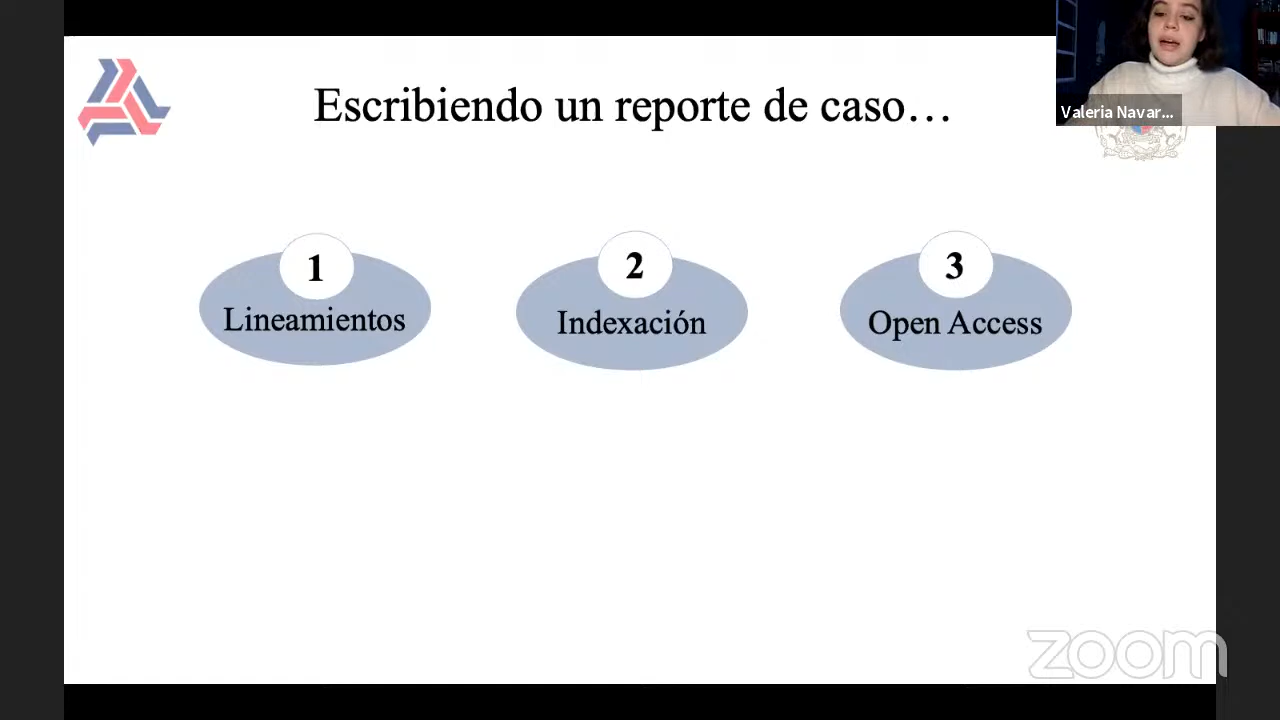 Escribiendo un reporte de caso…
Valeria Navar...
1
Lineamientos
2
Indexación
3
Open Access
zoom